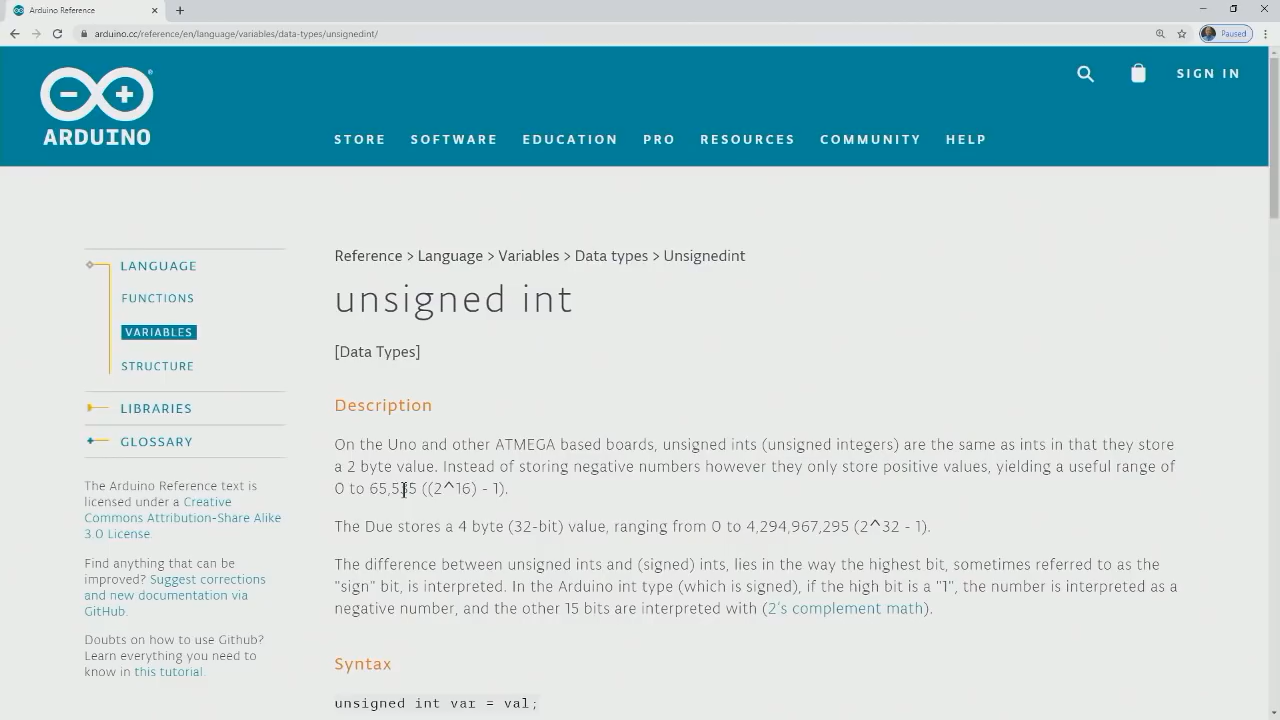 Arduino Reference
arduino.cc/reference/en/language/variables/data-types/unsignedint/
Paused
SIGN IN
ARDUINO
STORE SOFTWARE EDUCATION PRO RESOURCES COMMUNITY HELP
Reference > Language > Variables > Data types > Unsignedint
unsigned int
[Data Types]
Description
On the Uno and other ATMEGA based boards, unsigned ints (unsigned integers) are the same as ints in that they store
a 2 byte value. Instead of storing negative numbers however they only store positive values, yielding a useful range of
0 to 65,535 ((2^16) - 1).
The Due stores a 4 byte (32-bit) value, ranging from 0 to 4,294,967,295 (2^32 - 1).
The difference between unsigned ints and (signed) ints, lies in the way the highest bit, sometimes referred to as the
"sign" bit, is interpreted. In the Arduino int type (which is signed), if the high bit is a "1", the number is interpreted as a
negative number, and the other 15 bits are interpreted with (2's complement math).
Syntax
unsigned int var = val;
LANGUAGE
FUNCTIONS
VARIABLES
STRUCTURE
LIBRARIES
GLOSSARY
The Arduino Reference text is
licensed under a Creative
Commons Attribution-Share Alike
3.0 License.
Find anything that can be
improved? Suggest corrections
and new documentation via
GitHub.
Doubts on how to use Github?
Learn everything you need to
know in this tutorial.